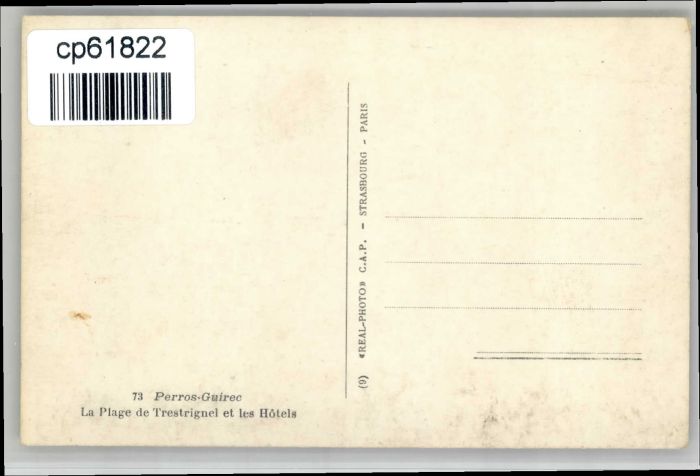 cp61822
73 Perros-Guirec
La Plage de Trestrignel et les Hôtels
(9) «REAL-PHOTO» C.A.P. - STRASBOURG - PARIS